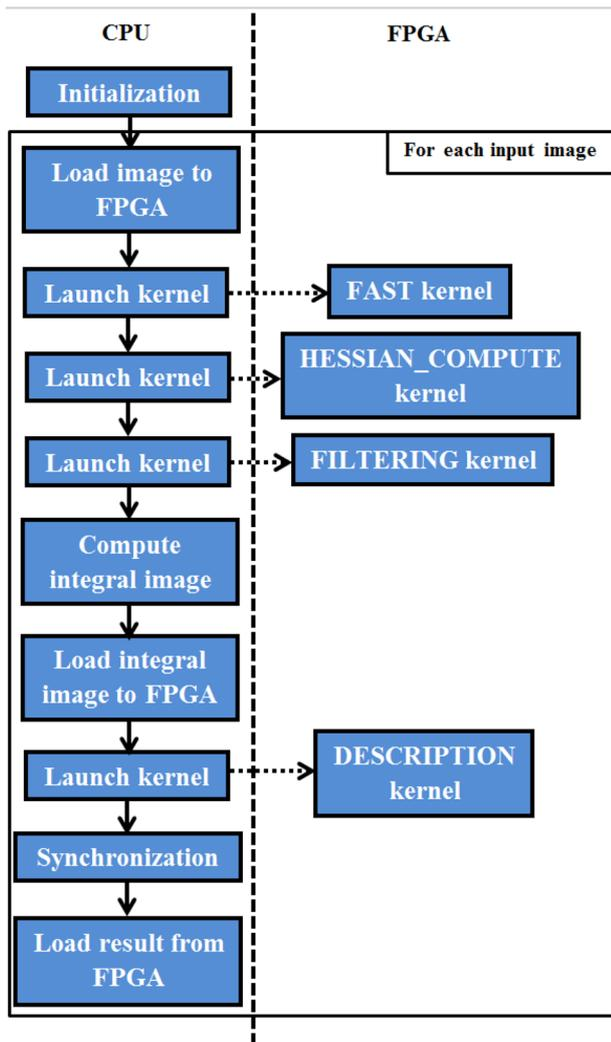 CPU
FPGA
Initialization
For each input image
Load image to
FPGA
Launch kernel
FAST kernel
Launch kernel
HESSIAN_COMPUTE
kernel
Launch kernel
FILTERING kernel
Compute
integral image
Load integral
image to FPGA
Launch kernel
DESCRIPTION
kernel
Synchronization
Load result from
FPGA